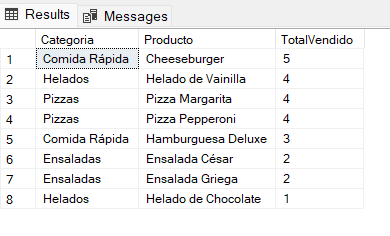 Results Messages
Categoria Producto TotalVendido
1 Comida Rápida Cheeseburger 5
2 Helados Helado de Vainilla 4
3 Pizzas Pizza Margarita 4
4 Pizzas Pizza Pepperoni 4
5 Comida Rápida Hamburguesa Deluxe 3
6 Ensaladas Ensalada César 2
7 Ensaladas Ensalada Griega 2
8 Helados Helado de Chocolate 1